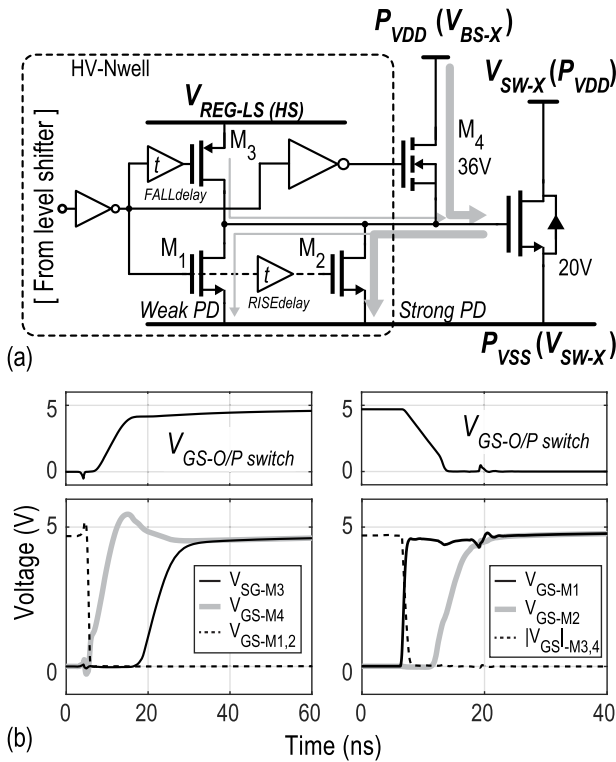 P_VDD (V_BS-X)
HV-Nwell
V_SW-X (P_VDD)
V_REG-LS (HS)
M_3
M_4
36V
t
FALLdelay
[ From level shifter ]
M_1
M_2
t
RISEdelay
20V
Weak PD
Strong PD
(a)
P_VSS (V_SW-X)
5
0
V_GS-O/P switch
5
0
V_GS-O/P switch
Voltage (V)
5
0
V_SG-M3
V_GS-M4
V_GS-M1,2
0
20
40
60
5
0
V_GS-M1
V_GS-M2
|V_GS|-M3,4
0
20
40
(b)
Time (ns)